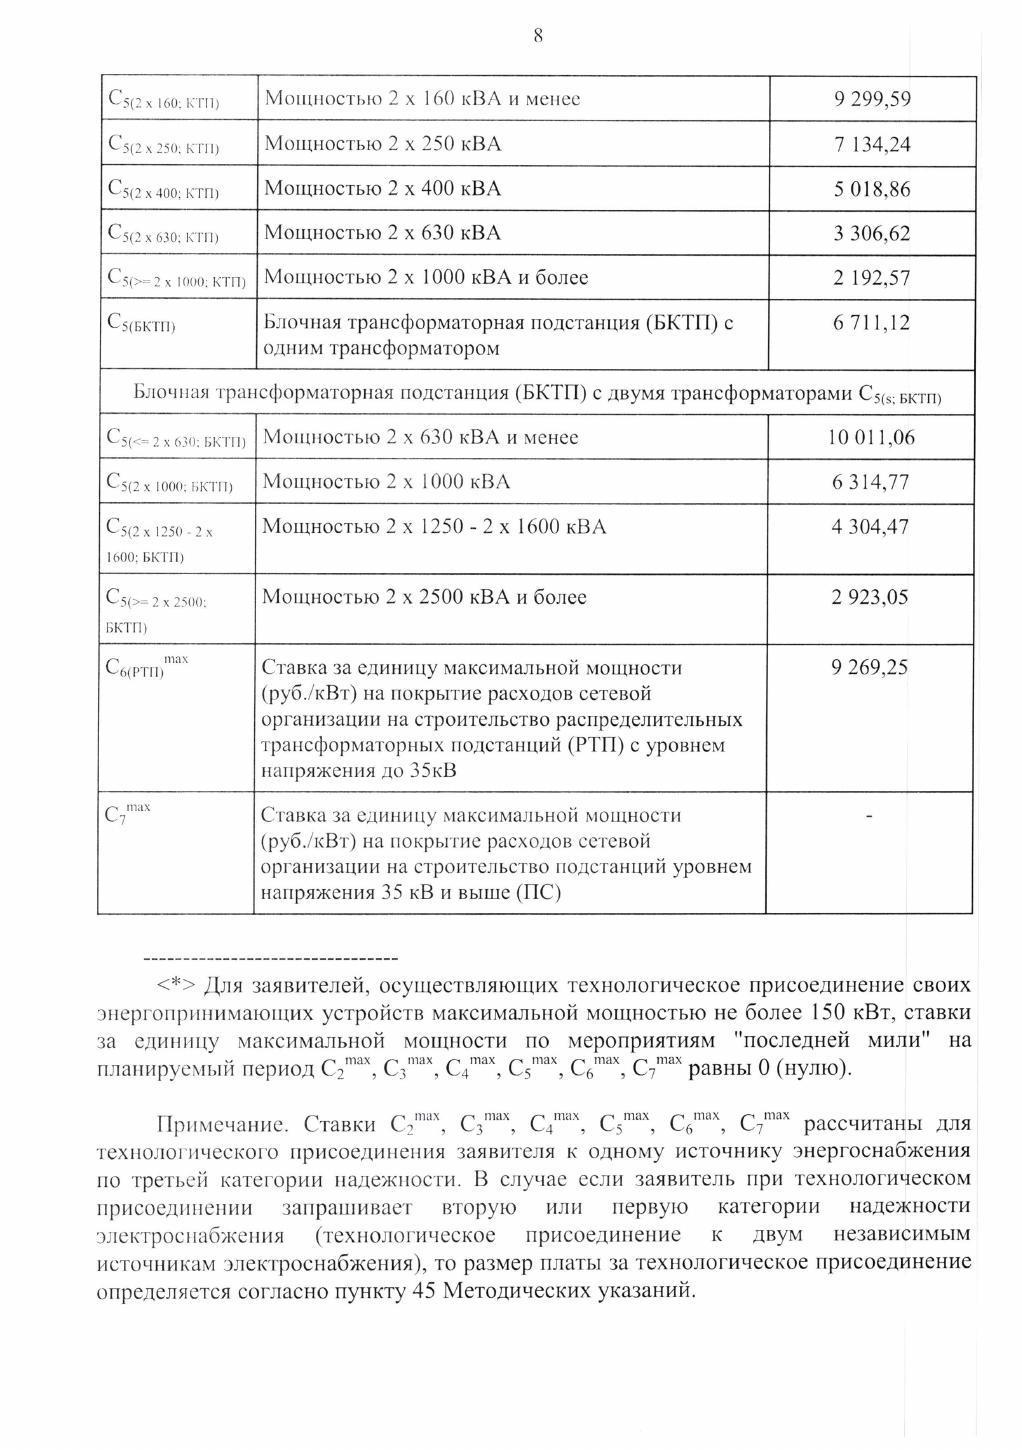 8
C5(2 x 160; КТП) Мощностью 2 x 160 кВА и менее 9 299,59
C5(2 x 250; КТП) Мощностью 2 x 250 кВА 7 134,24
C5(2 x 400; КТП) Мощностью 2 x 400 кВА 5 018,86
C5(2 x 630; КТП) Мощностью 2 x 630 кВА 3 306,62
C5(>= 2 x 1000; КТП) Мощностью 2 x 1000 кВА и более 2 192,57
C5(БКТП) Блочная трансформаторная подстанция (БКТП) с 6 711,12
одним трансформатором
Блочная трансформаторная подстанция (БКТП) с двумя трансформаторами C5(s; БКТП)
C5(<= 2 x 630; БКТП) Мощностью 2 x 630 кВА и менее 10 011,06
C5(2 x 1000; БКТП) Мощностью 2 x 1000 кВА 6 314,77
C5(2 x 1250 - 2 x Мощностью 2 x 1250 - 2 x 1600 кВА 4 304,47
1600; БКТП)
C5(>= 2 x 2500; Мощностью 2 x 2500 кВА и более 2 923,05
БКТП)
C6(РТП)max Ставка за единицу максимальной мощности 9 269,25
(руб./кВт) на покрытие расходов сетевой
организации на строительство распределительных
трансформаторных подстанций (РТП) с уровнем
напряжения до 35кВ
C7max Ставка за единицу максимальной мощности -
(руб./кВт) на покрытие расходов сетевой
организации на строительство подстанций уровнем
напряжения 35 кВ и выше (ПС)
--------------------------------
<*> Для заявителей, осуществляющих технологическое присоединение своих
энергопринимающих устройств максимальной мощностью не более 150 кВт, ставки
за единицу максимальной мощности по мероприятиям "последней мили" на
планируемый период C2max, C3max, C4max, C5max, C6max, C7max равны 0 (нулю).
Примечание. Ставки C2max, C3max, C4max, C5max, C6max, C7max рассчитаны для
технологического присоединения заявителя к одному источнику энергоснабжения
по третьей категории надежности. В случае если заявитель при технологическом
присоединении запрашивает вторую или первую категории надежности
электроснабжения (технологическое присоединение к двум независимым
источникам электроснабжения), то размер платы за технологическое присоединение
определяется согласно пункту 45 Методических указаний.